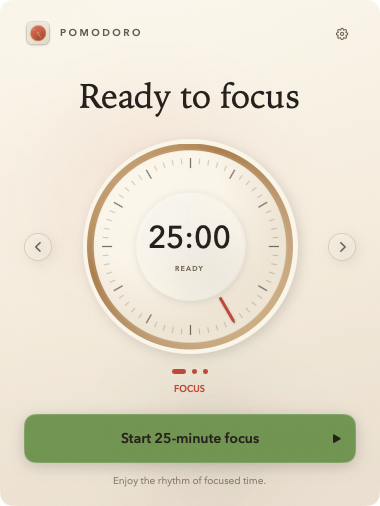 POMODORO
Ready to focus
25:00
READY
FOCUS
Start 25-minute focus
Enjoy the rhythm of focused time.